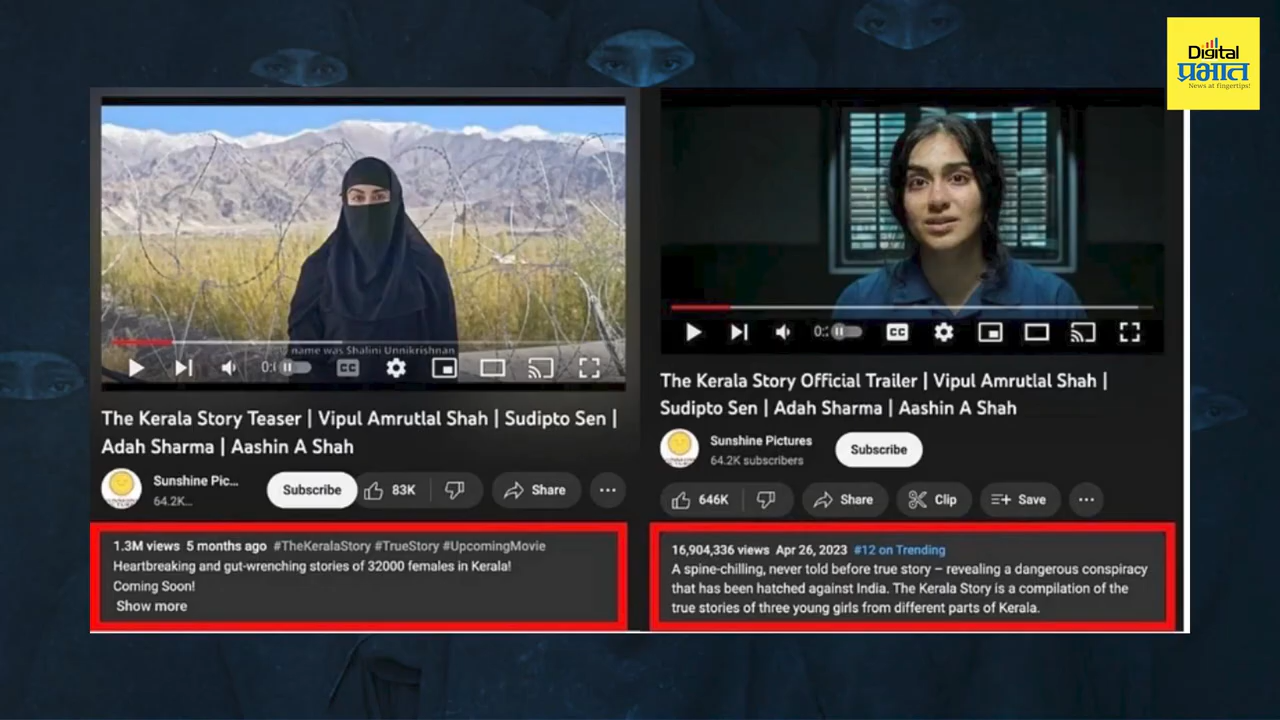 Digital
प्रभात
News at fingertips!
name was Shalini Unnikrishnan
CC
The Kerala Story Teaser | Vipul Amrutlal Shah | Sudipto Sen |
Adah Sharma | Aashin A Shah
Sunshine Pic...
64.2K...
Subscribe
83K
Share
1.3M views 5 months ago #TheKeralaStory #TrueStory #UpcomingMovie
Heartbreaking and gut-wrenching stories of 32000 females in Kerala!
Coming Soon!
Show more
CC
The Kerala Story Official Trailer | Vipul Amrutlal Shah |
Sudipto Sen | Adah Sharma | Aashin A Shah
Sunshine Pictures
64.2K subscribers
Subscribe
646K
Share
Clip
Save
16,904,336 views Apr 26, 2023 #12 on Trending
A spine-chilling, never told before true story – revealing a dangerous conspiracy
that has been hatched against India. The Kerala Story is a compilation of the
true stories of three young girls from different parts of Kerala.